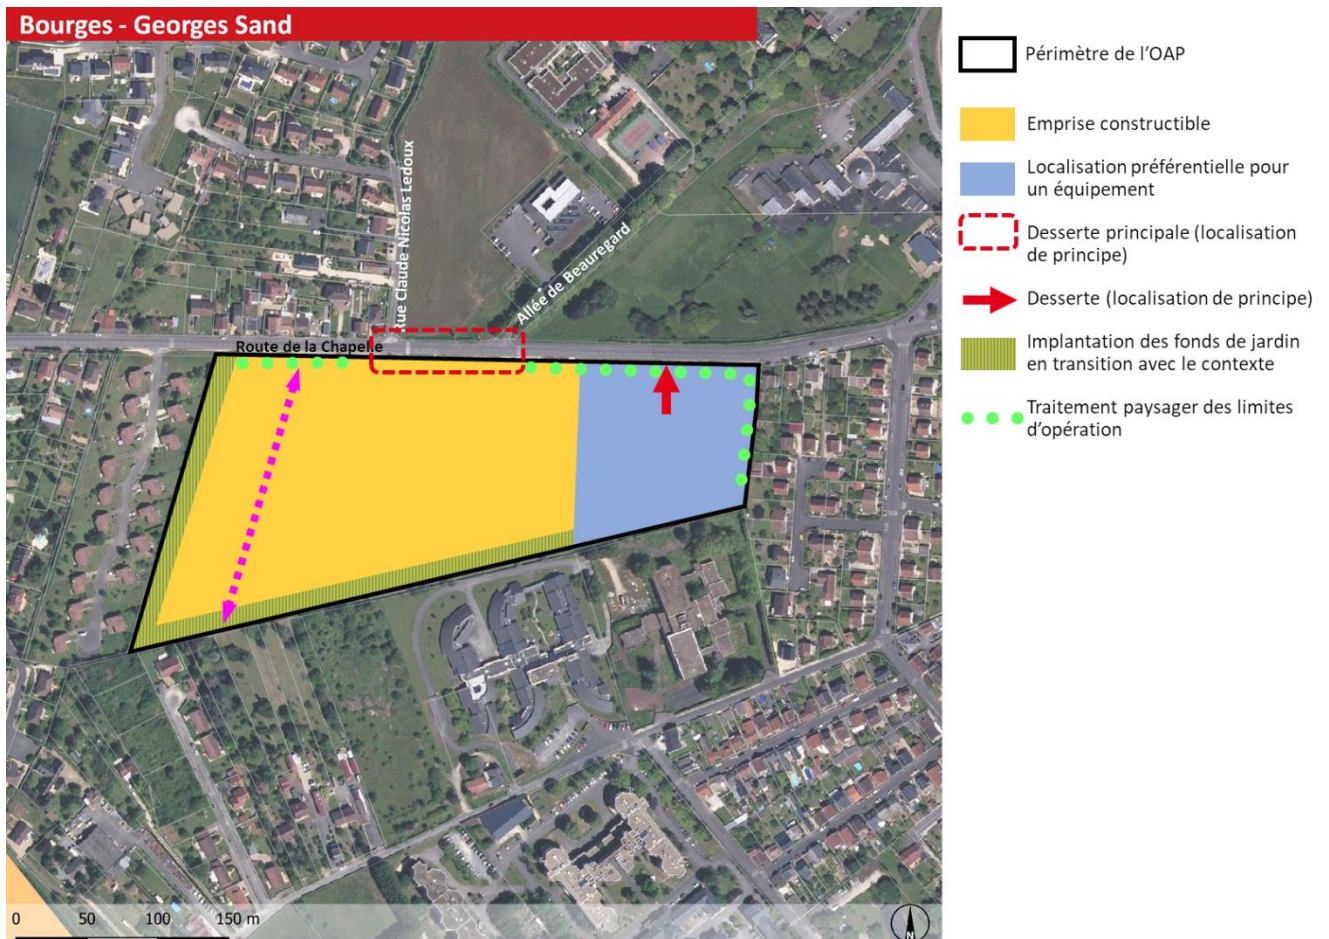 Bourges - Georges Sand
Périmètre de l’OAP
Emprise constructible
Localisation préférentielle pour
un équipement
Desserte principale (localisation
de principe)
Desserte (localisation de principe)
Implantation des fonds de jardin
en transition avec le contexte
Traitement paysager des limites
d’opération
Rue Claude Nicolas Ledoux
Allée de Beauregard
Route de la Chapelle
0 50 100 150 m
N